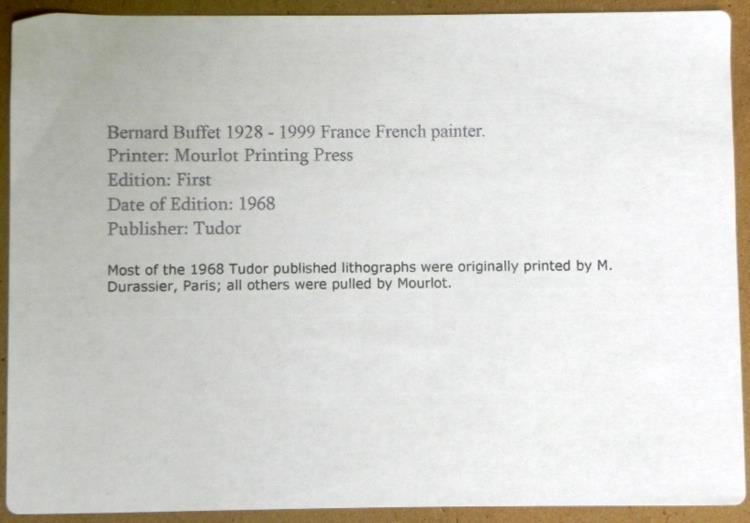 Bernard Buffet 1928 - 1999 France French painter.
Printer: Mourlot Printing Press
Edition: First
Date of Edition: 1968
Publisher: Tudor
Most of the 1968 Tudor published lithographs were originally printed by M.
Durassier, Paris; all others were pulled by Mourlot.